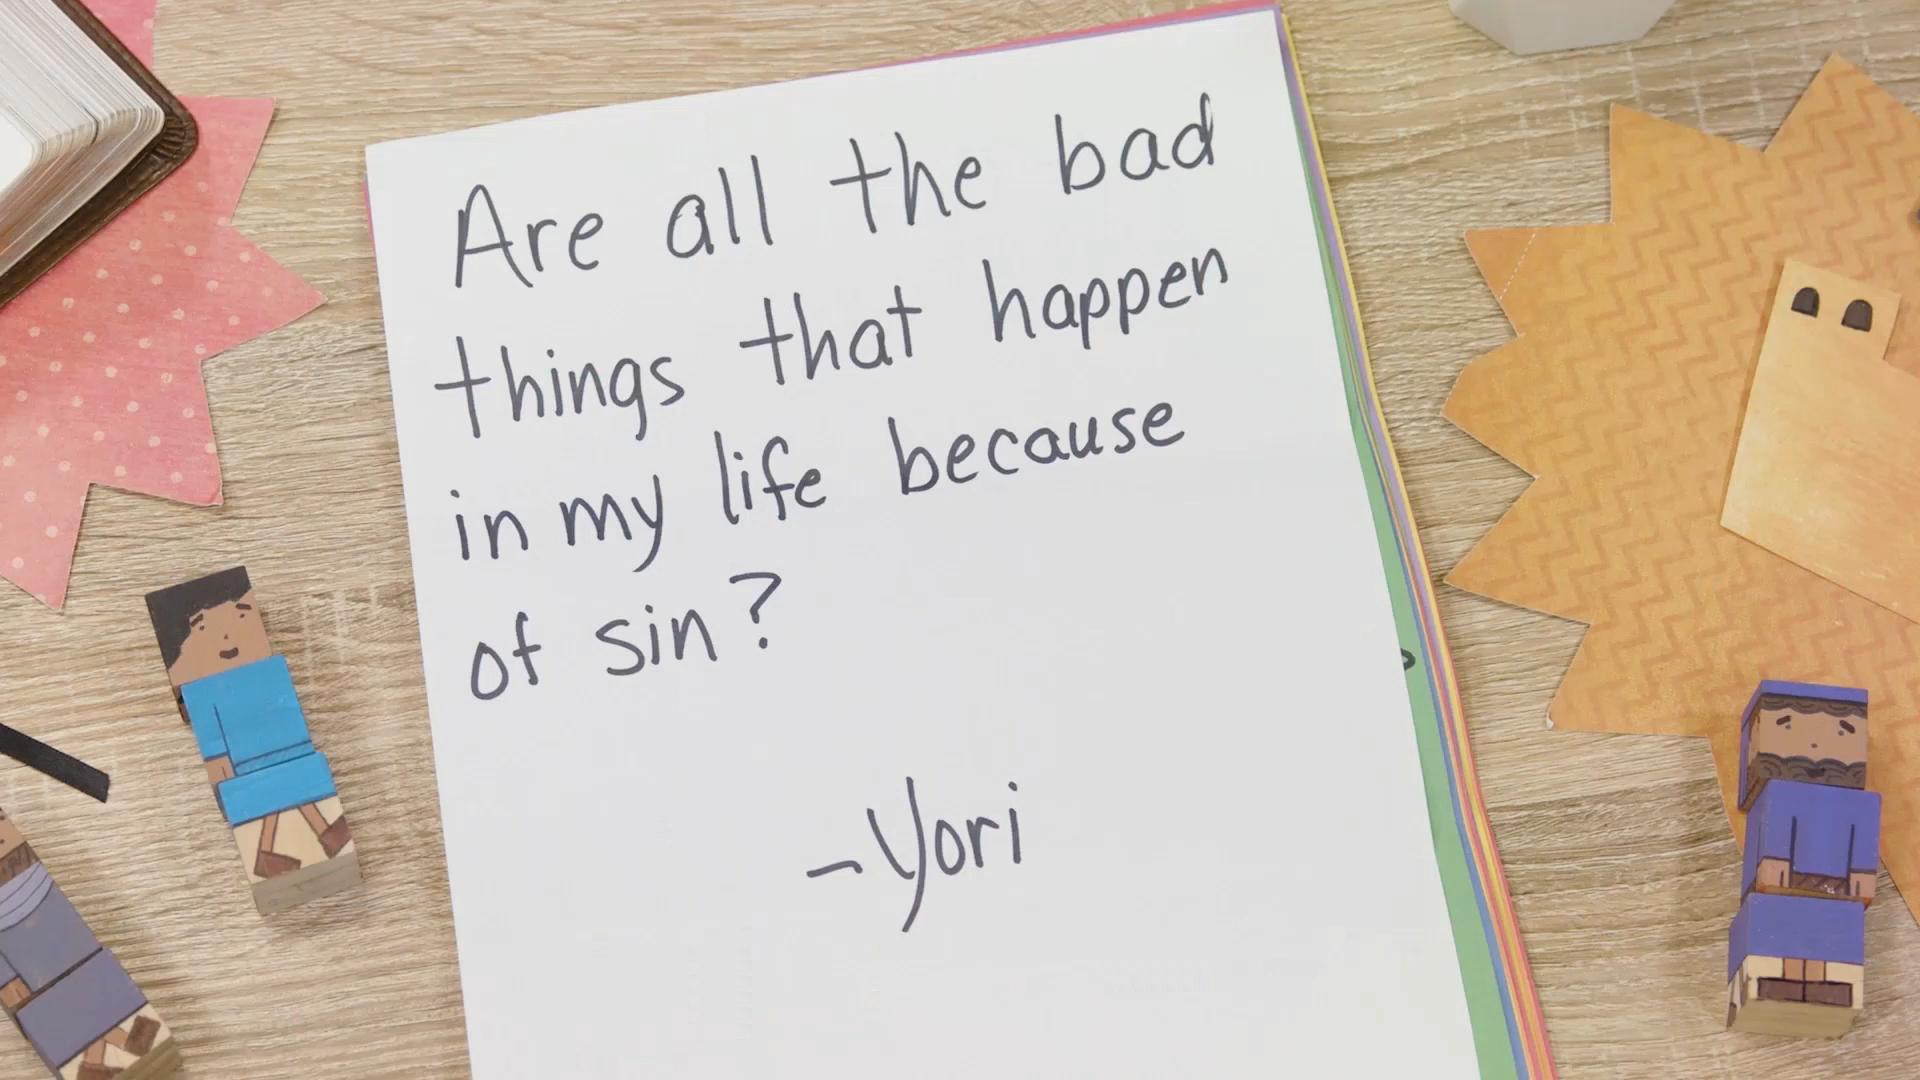 Are all the bad
things that happen
in my life because
of sin?
-Yori